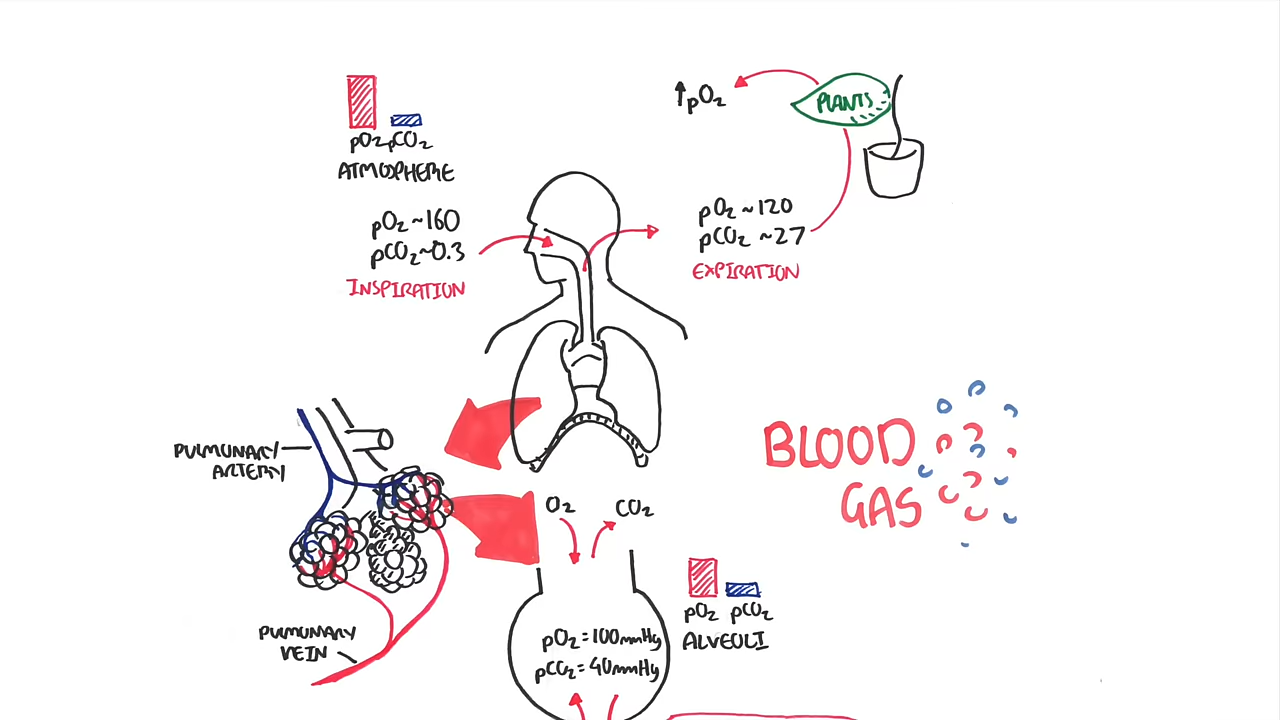 pO₂ pCO₂
ATMOSPHERE
pO₂ ~160
pCO₂ ~0.3
INSPIRATION
↑pO₂
PLANTS
pO₂ ~120
pCO₂ ~27
EXPIRATION
PULMONARY
ARTERY
PULMONARY
VEIN
BLOOD
GAS
O₂
CO₂
pO₂ = 100mmHg
pCO₂ = 40mmHg
pO₂ pCO₂
ALVEOLI